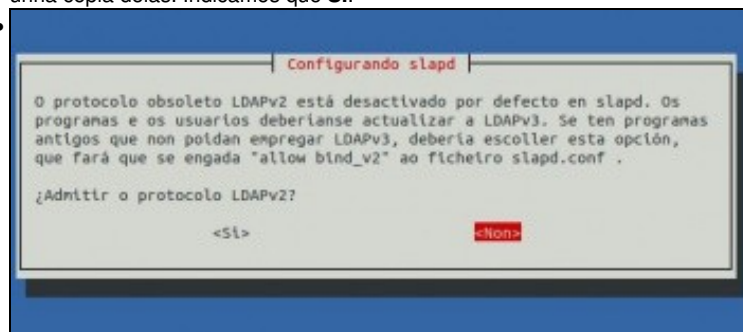 unha copia delas. Indicamos que Si.
Configurando slapd
O protocolo obsoleto LDAPv2 está desactivado por defecto en slapd. Os
programas e os usuarios deberíanse actualizar a LDAPv3. Se ten programas
antigos que non poidan empregar LDAPv3, debería escoller esta opción,
que fará que se engada "allow bind_v2" ao ficheiro slapd.conf .
¿Admitir o protocolo LDAPv2?
<Si> <Non>